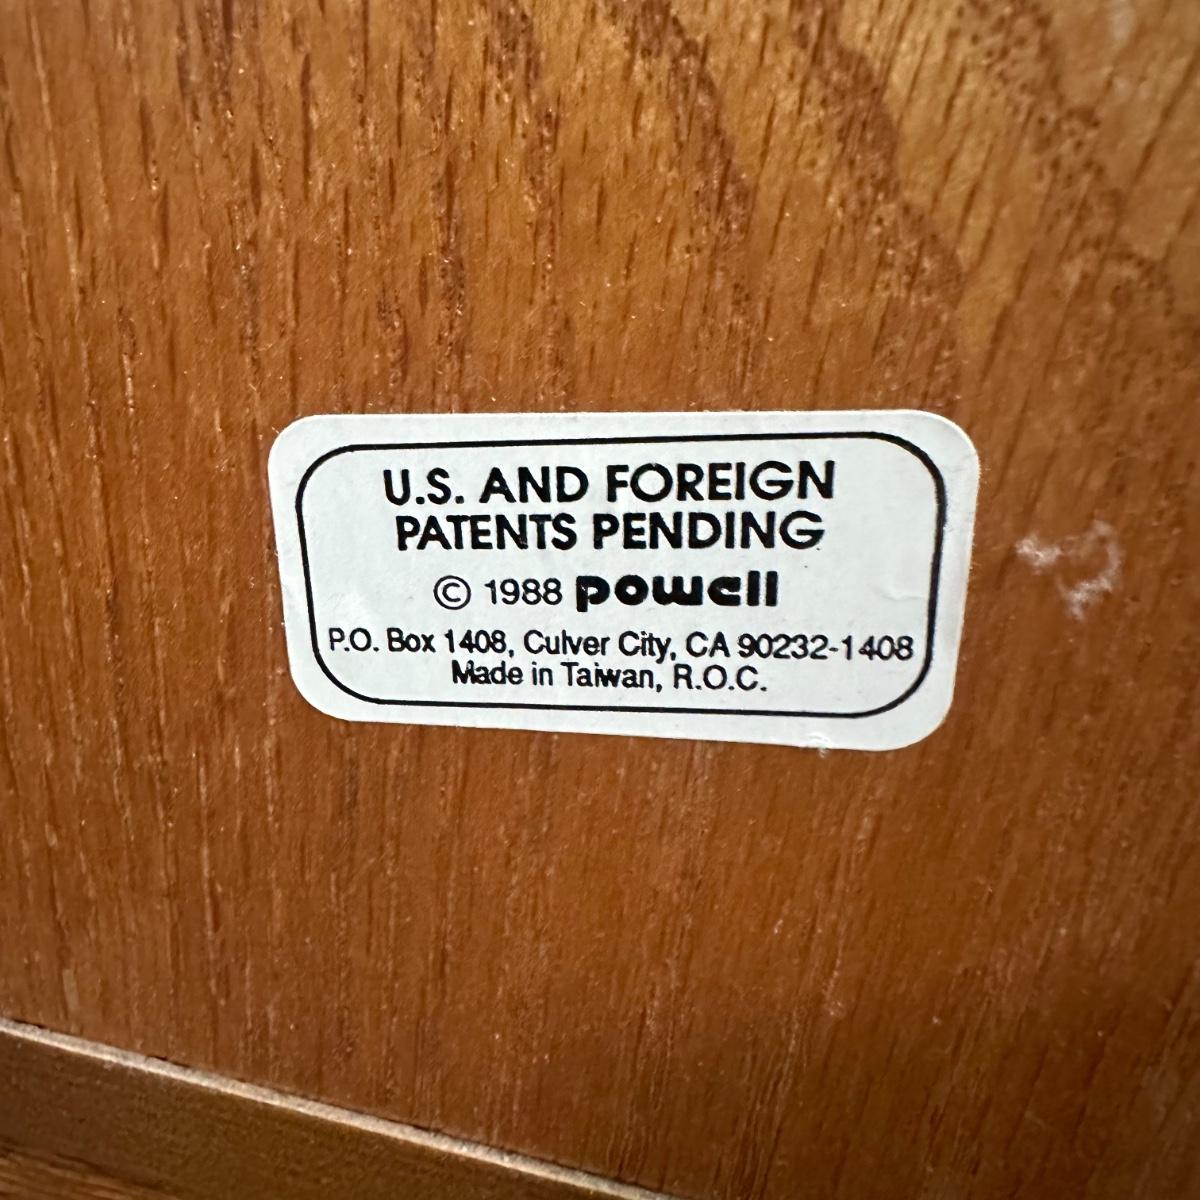 U.S. AND FOREIGN
PATENTS PENDING
© 1988 powell
P.O. Box 1408, Culver City, CA 90232-1408
Made in Taiwan, R.O.C.